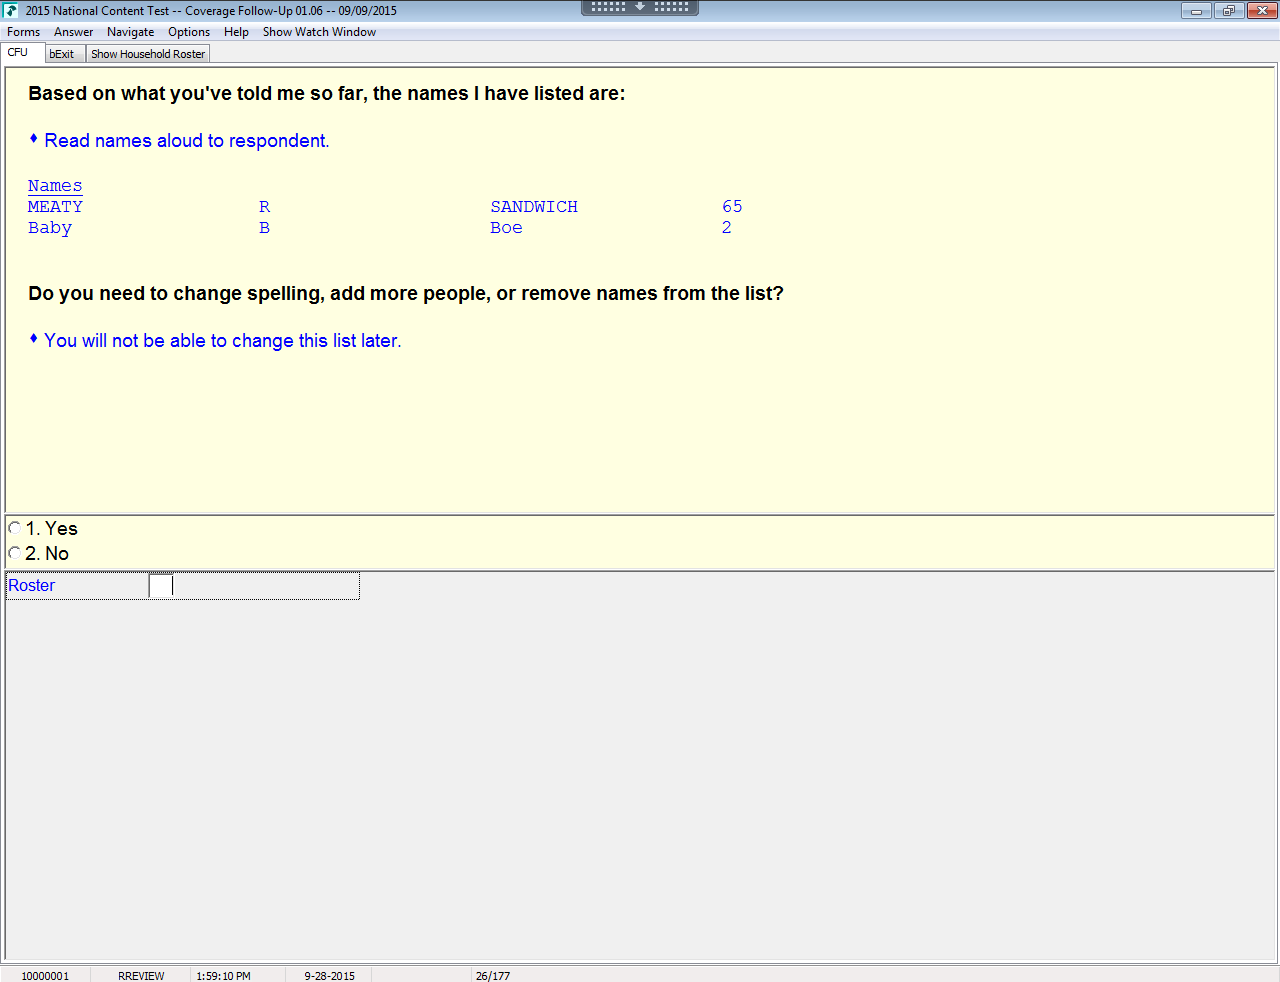 2015 National Content Test -- Coverage Follow-Up 01.06 -- 09/09/2015
Forms Answer Navigate Options Help Show Watch Window
CFU bExit Show Household Roster
Based on what you've told me so far, the names I have listed are:
♦ Read names aloud to respondent.
Names
MEATY R SANDWICH 65
Baby B Boe 2
Do you need to change spelling, add more people, or remove names from the list?
♦ You will not be able to change this list later.
1. Yes
2. No
Roster
10000001 RREVIEW 1:59:10 PM 9-28-2015 26/177